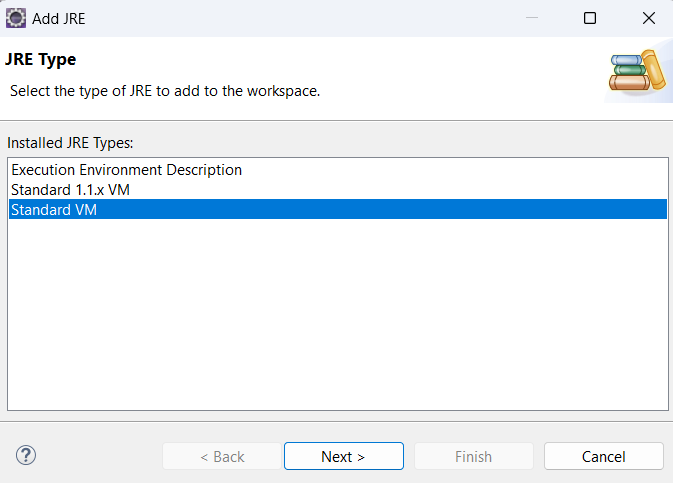 Add JRE
JRE Type
Select the type of JRE to add to the workspace.
Installed JRE Types:
Execution Environment Description
Standard 1.1.x VM
Standard VM
?
< Back
Next >
Finish
Cancel